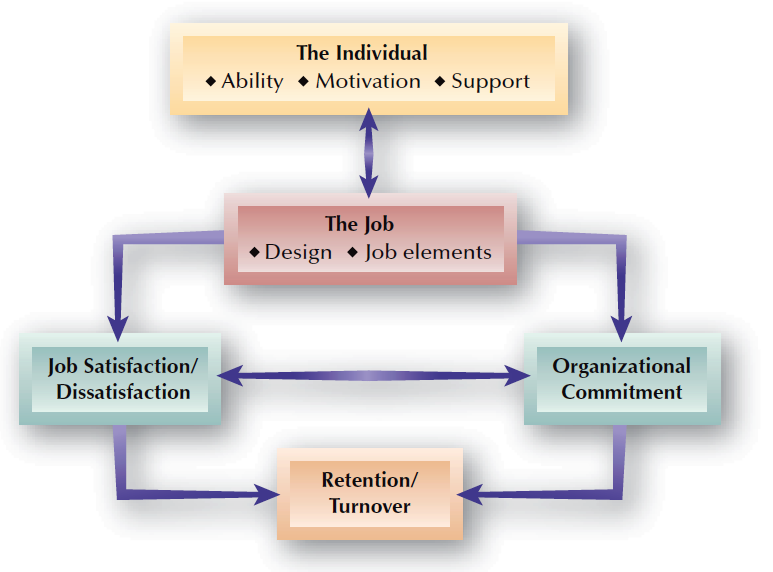 The Individual
◆ Ability ◆ Motivation ◆ Support
The Job
◆ Design ◆ Job elements
Job Satisfaction/
Dissatisfaction
Organizational
Commitment
Retention/
Turnover